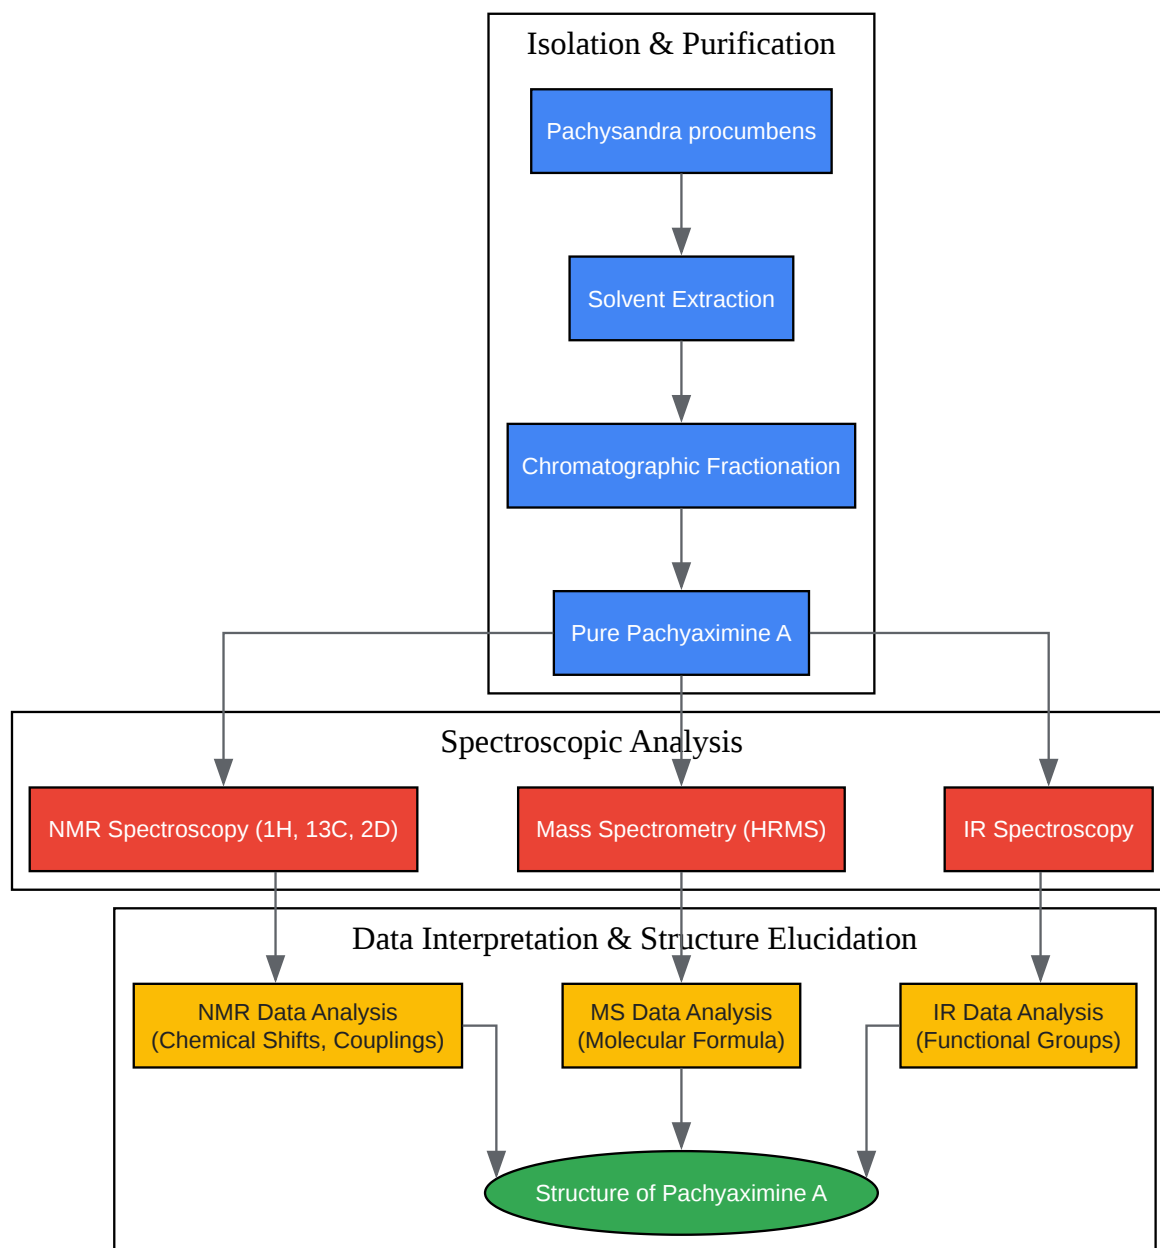 Isolation & Purification
Pachysandra procumbens
Solvent Extraction
Chromatographic Fractionation
Pure Pachyaximine A
Spectroscopic Analysis
NMR Spectroscopy (1H, 13C, 2D)
Mass Spectrometry (HRMS)
IR Spectroscopy
Data Interpretation & Structure Elucidation
NMR Data Analysis
(Chemical Shifts, Couplings)
MS Data Analysis
(Molecular Formula)
IR Data Analysis
(Functional Groups)
Structure of Pachyaximine A